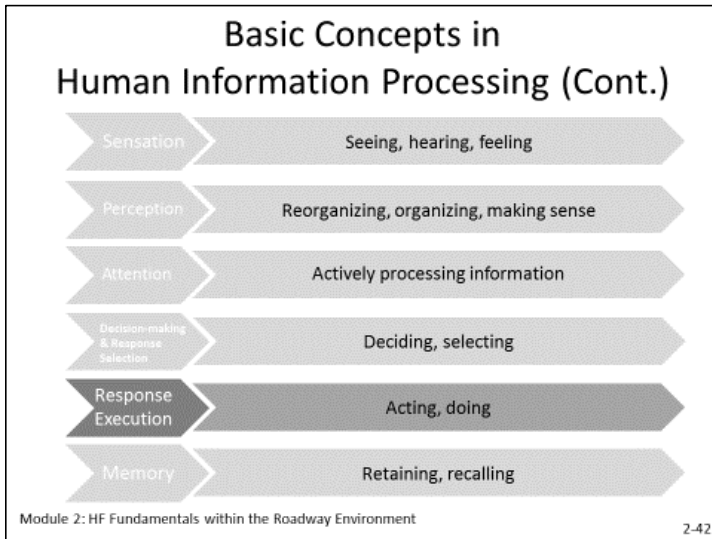 Basic Concepts in
Human Information Processing (Cont.)
Sensation
Seeing, hearing, feeling
Perception
Reorganizing, organizing, making sense
Attention
Actively processing information
Decision-making
& Response
Selection
Deciding, selecting
Response
Execution
Acting, doing
Memory
Retaining, recalling
Module 2: HF Fundamentals within the Roadway Environment
2-42